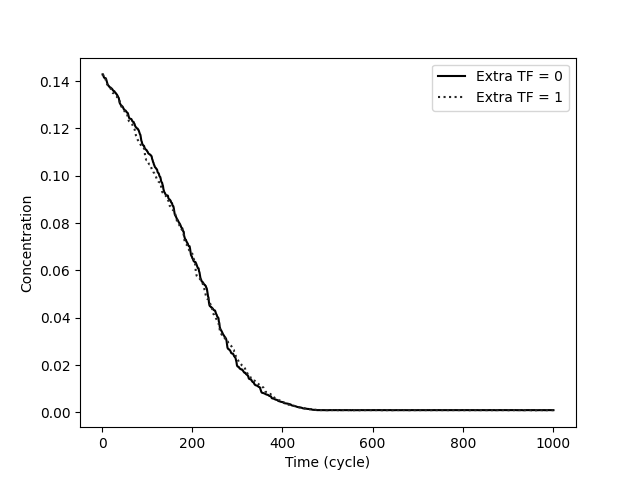 Extra TF = 0
Extra TF = 1
Concentration
0.14
0.12
0.10
0.08
0.06
0.04
0.02
0.00
0 200 400 600 800 1000
Time (cycle)